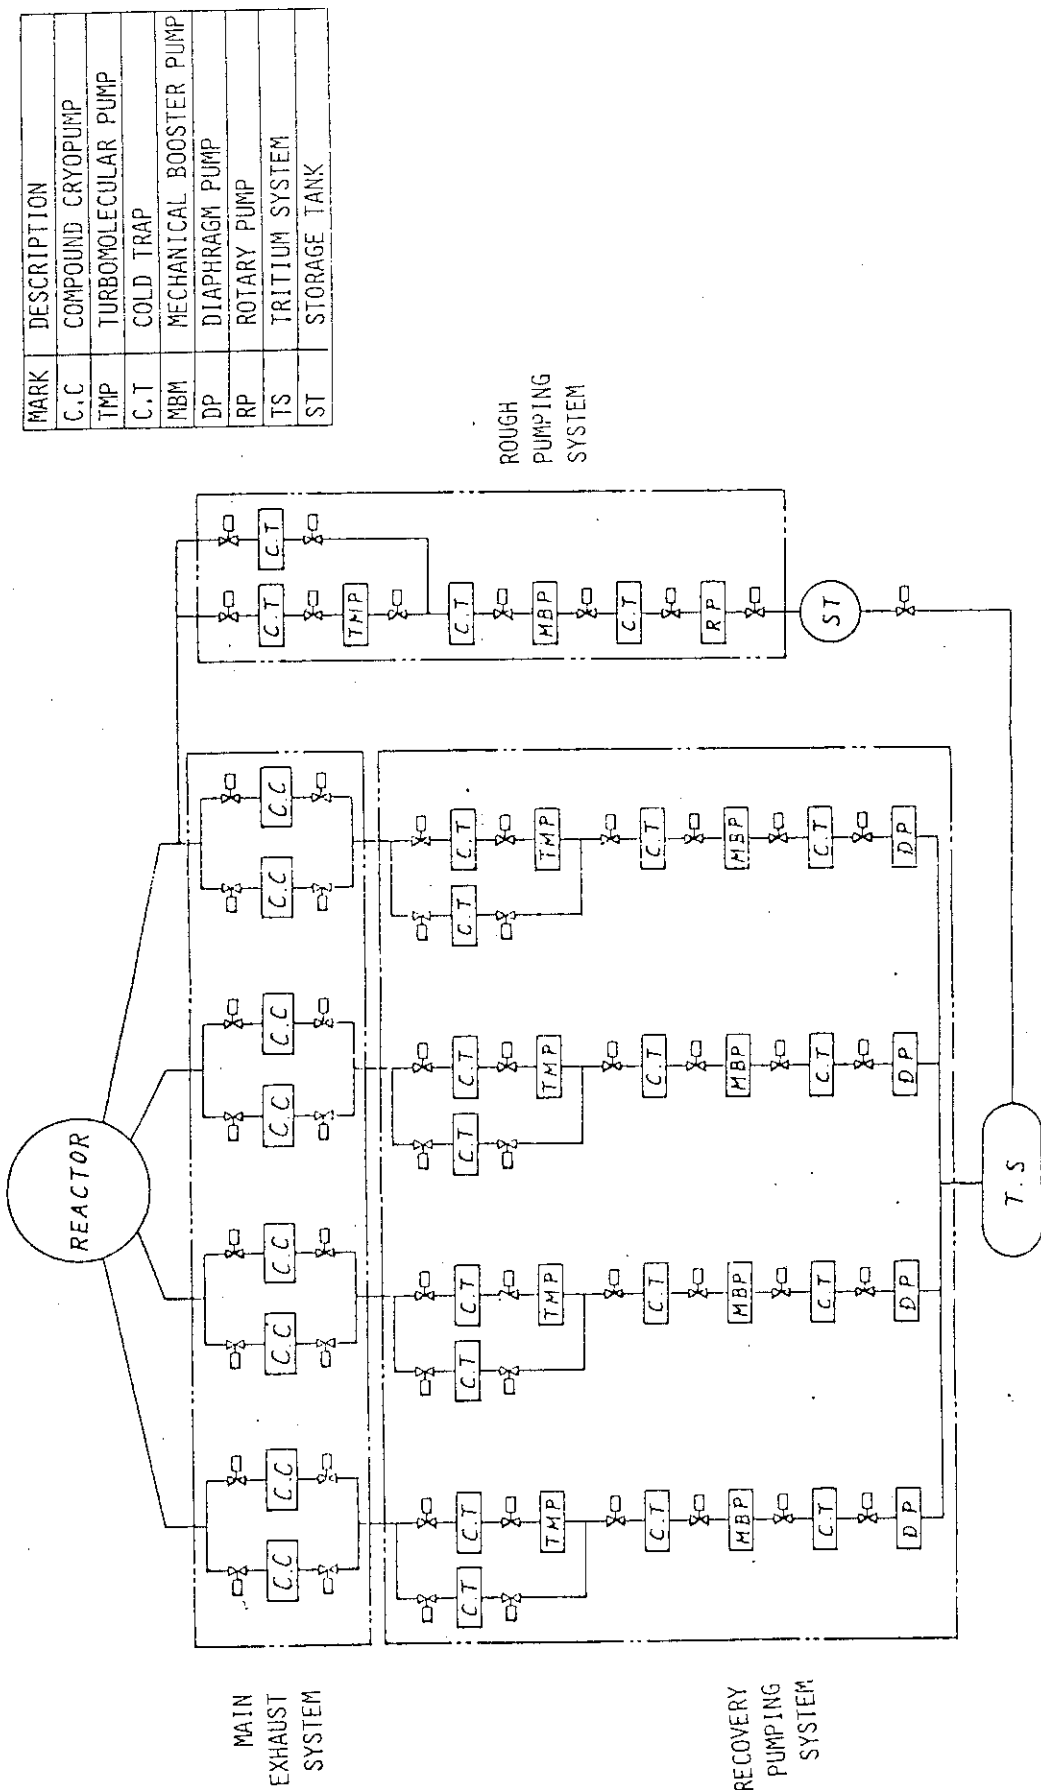 MARK DESCRIPTION
C.C COMPOUND CRYOPUMP
TMP TURBOMOLECULAR PUMP
C.T COLD TRAP
MBM MECHANICAL BOOSTER PUMP
DP DIAPHRAGM PUMP
RP ROTARY PUMP
TS TRITIUM SYSTEM
ST STORAGE TANK
REACTOR
MAIN
EXHAUST
SYSTEM
C.C C.C C.C C.C C.C C.C C.C C.C
ROUGH
PUMPING
SYSTEM
C.T C.T
TMP
C.T
MBP
C.T
RP
ST
RECOVERY
PUMPING
SYSTEM
C.T C.T C.T C.T C.T C.T C.T C.T
TMP TMP TMP TMP
C.T C.T C.T C.T
MBP MBP MBP MBP
C.T C.T C.T C.T
DP DP DP DP
T.S